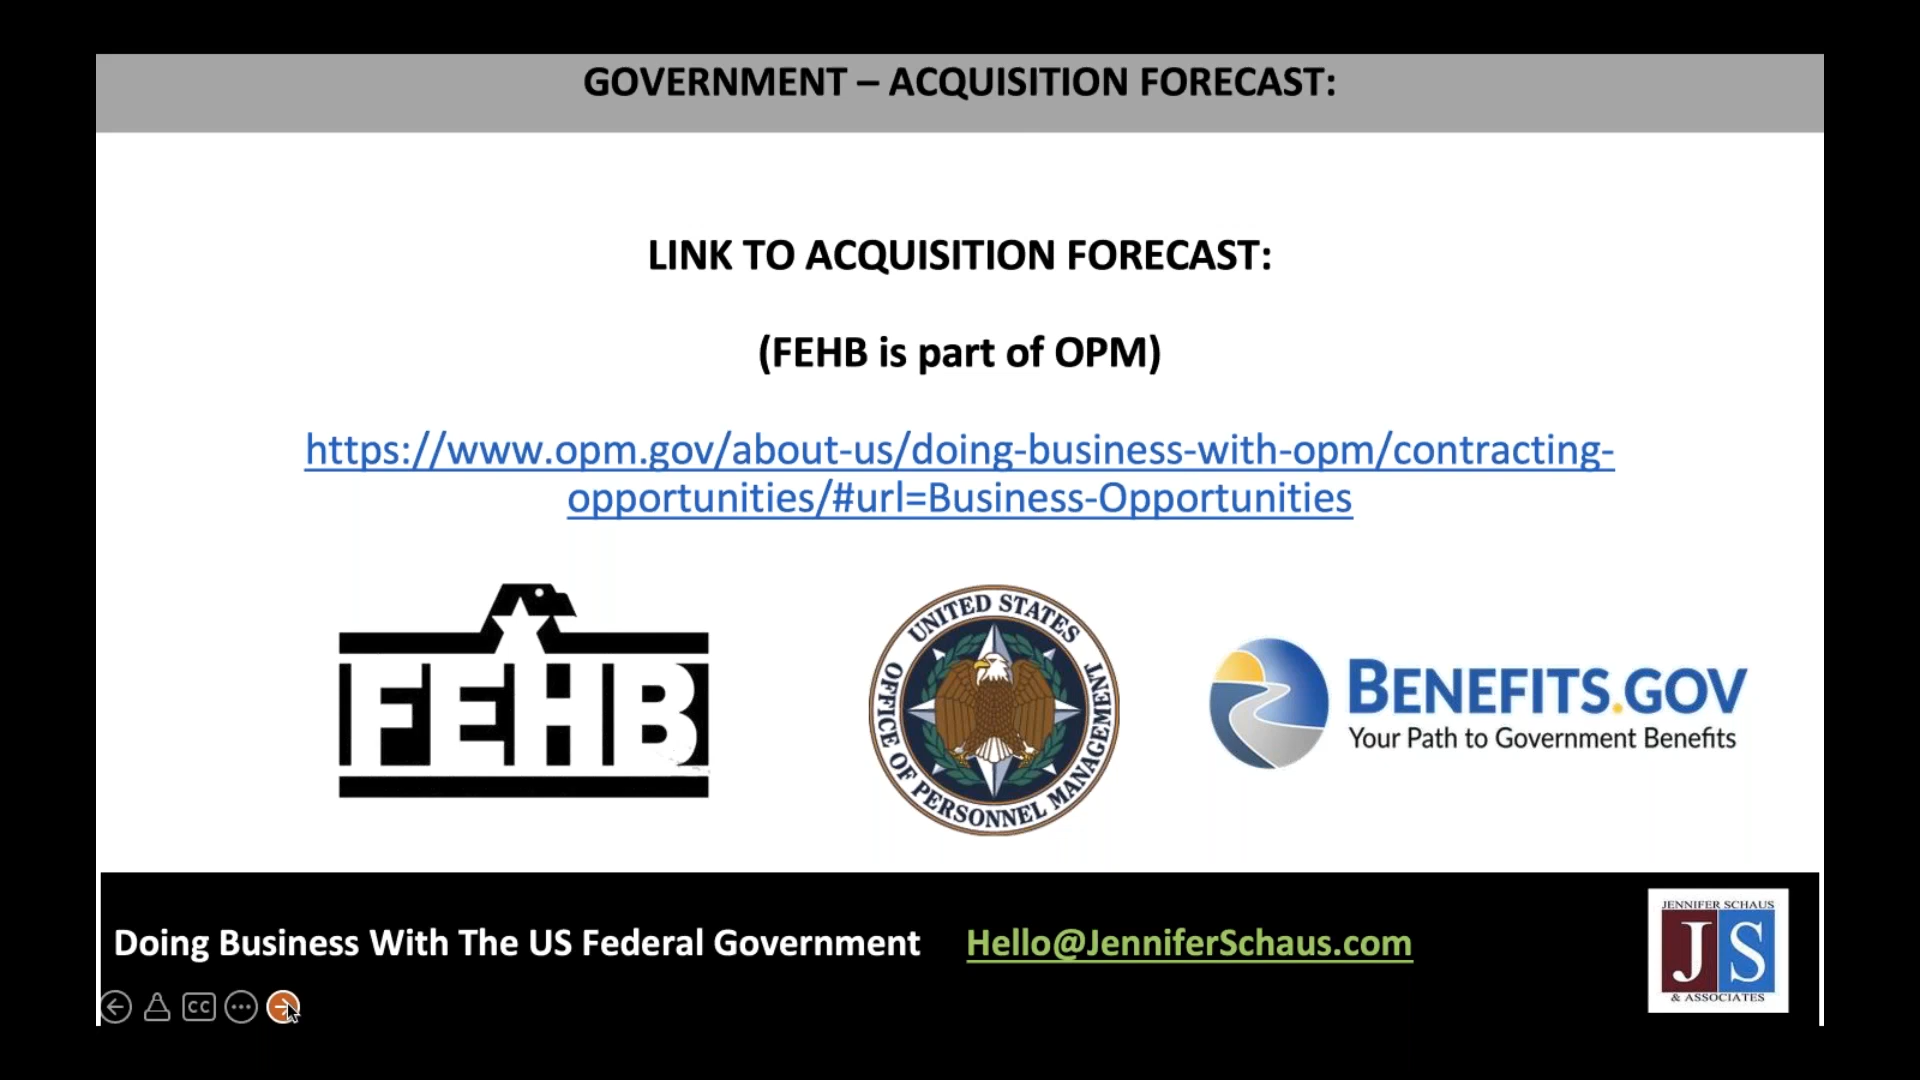 GOVERNMENT – ACQUISITION FORECAST:
LINK TO ACQUISITION FORECAST:
(FEHB is part of OPM)
https://www.opm.gov/about-us/doing-business-with-opm/contracting-
opportunities/#url=Business-Opportunities
FEHB
UNITED STATES
OFFICE OF PERSONNEL MANAGEMENT
BENEFITS.GOV
Your Path to Government Benefits
Doing Business With The US Federal Government Hello@JenniferSchaus.com
JENNIFER SCHAUS
JS
& ASSOCIATES
CC